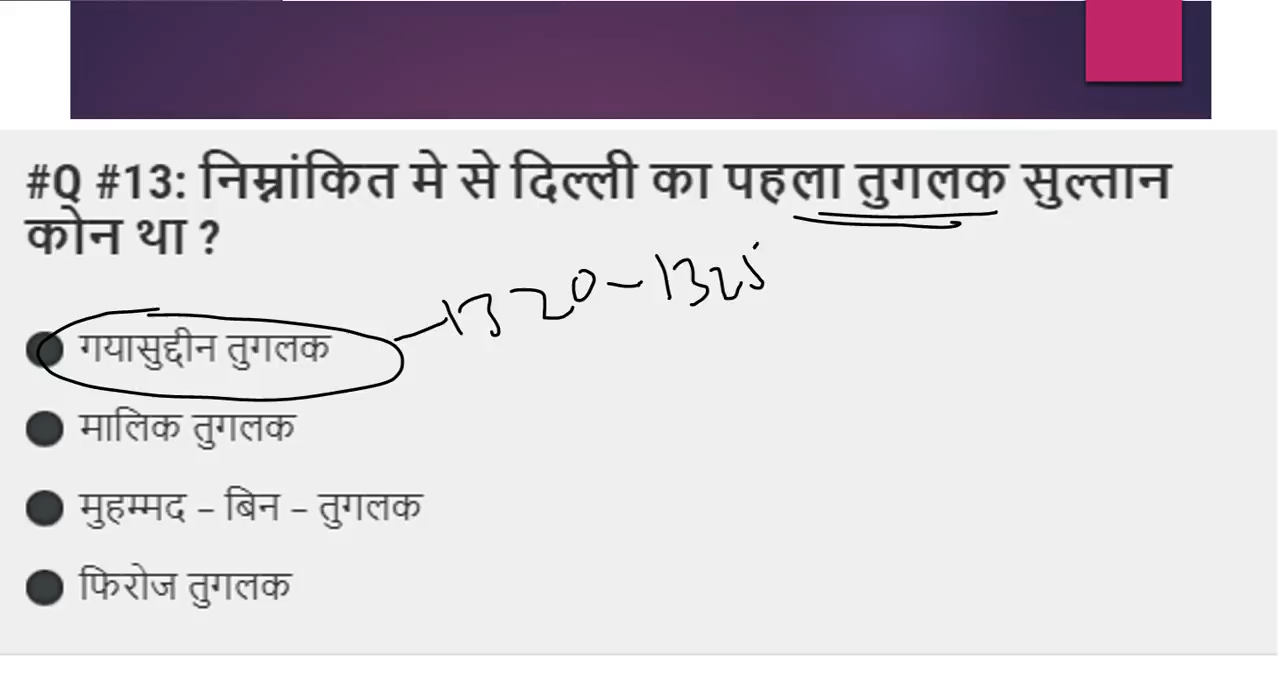 #Q #13: निम्नांकित मे से दिल्ली का पहला तुगलक सुल्तान
कोन था ?
1320-1325
गयासुद्दीन तुगलक
मालिक तुगलक
मुहम्मद – बिन – तुगलक
फिरोज तुगलक